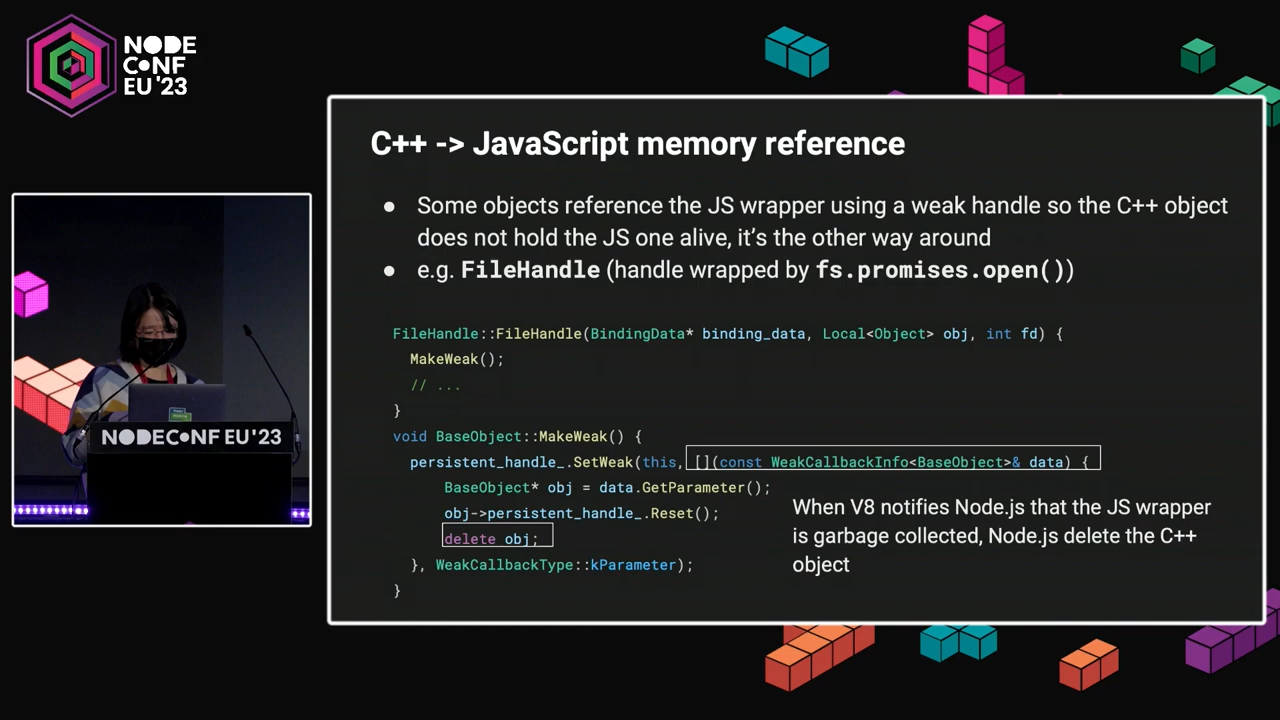 NODE
CONF
EU '23
C++ -> JavaScript memory reference
● Some objects reference the JS wrapper using a weak handle so the C++ object
does not hold the JS one alive, it's the other way around
● e.g. FileHandle (handle wrapped by fs.promises.open())
FileHandle::FileHandle(BindingData* binding_data, Local<Object> obj, int fd) {
MakeWeak();
// ...
}
void BaseObject::MakeWeak() {
persistent_handle_.SetWeak(this, [](const WeakCallbackInfo<BaseObject>& data) {
BaseObject* obj = data.GetParameter();
obj->persistent_handle_.Reset();
delete obj;
}, WeakCallbackType::kParameter);
}
When V8 notifies Node.js that the JS wrapper
is garbage collected, Node.js delete the C++
object
NODECONF EU'23